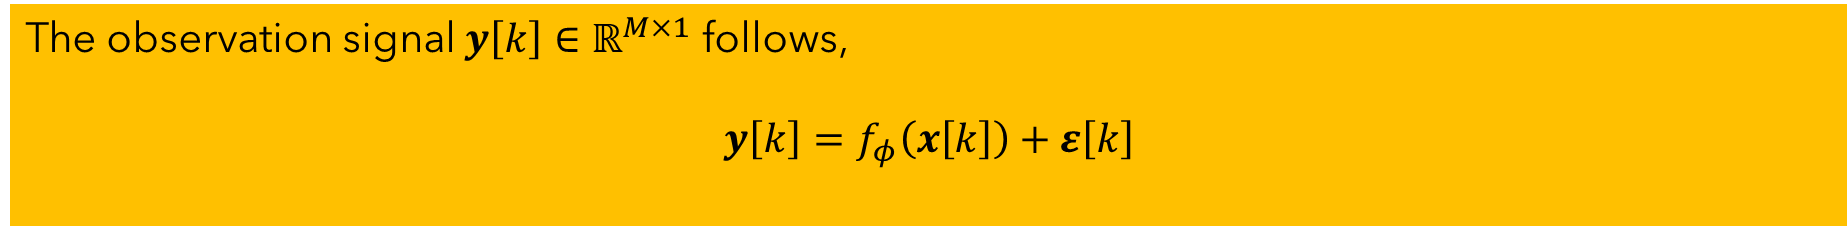 The observation signal 𝒚[𝑘] ∈ ℝ^{𝑀×1} follows,
𝒚[𝑘] = 𝑓_𝜙(𝒙[𝑘]) + 𝜺[𝑘]